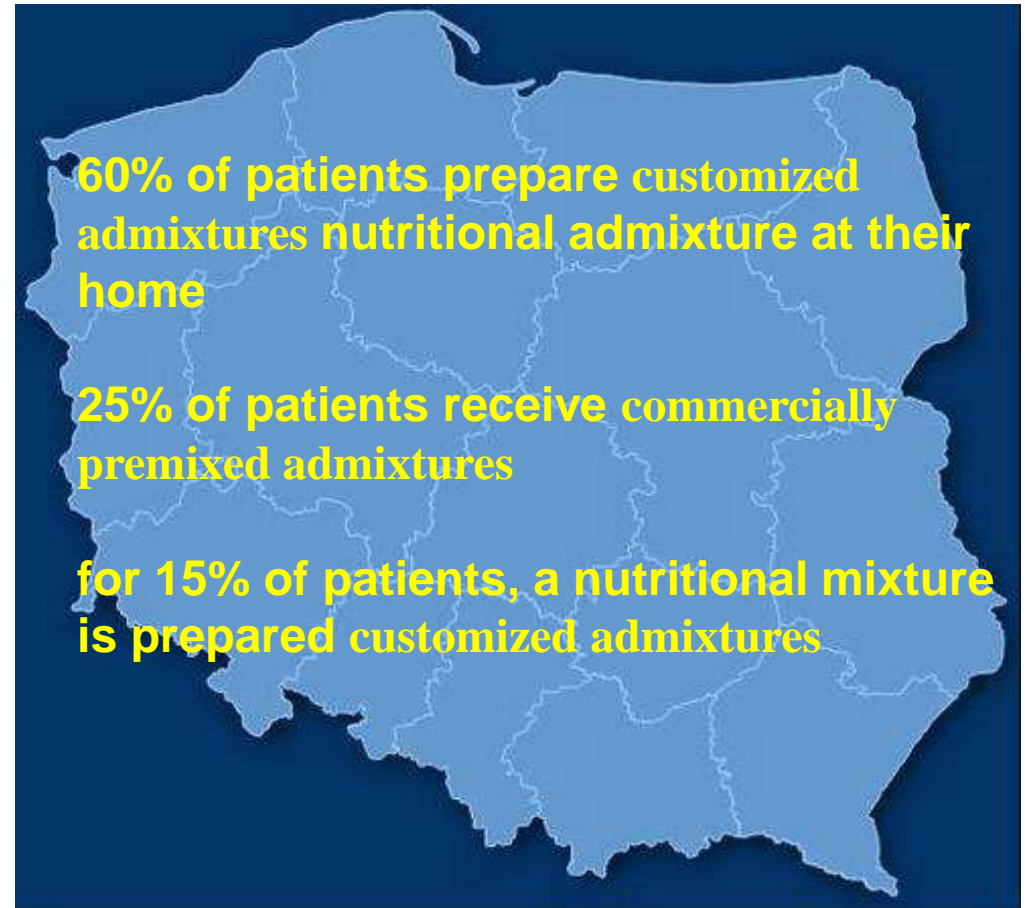 60% of patients prepare customized
admixtures nutritional admixture at their
home
25% of patients receive commercially
premixed admixtures
for 15% of patients, a nutritional mixture
is prepared customized admixtures